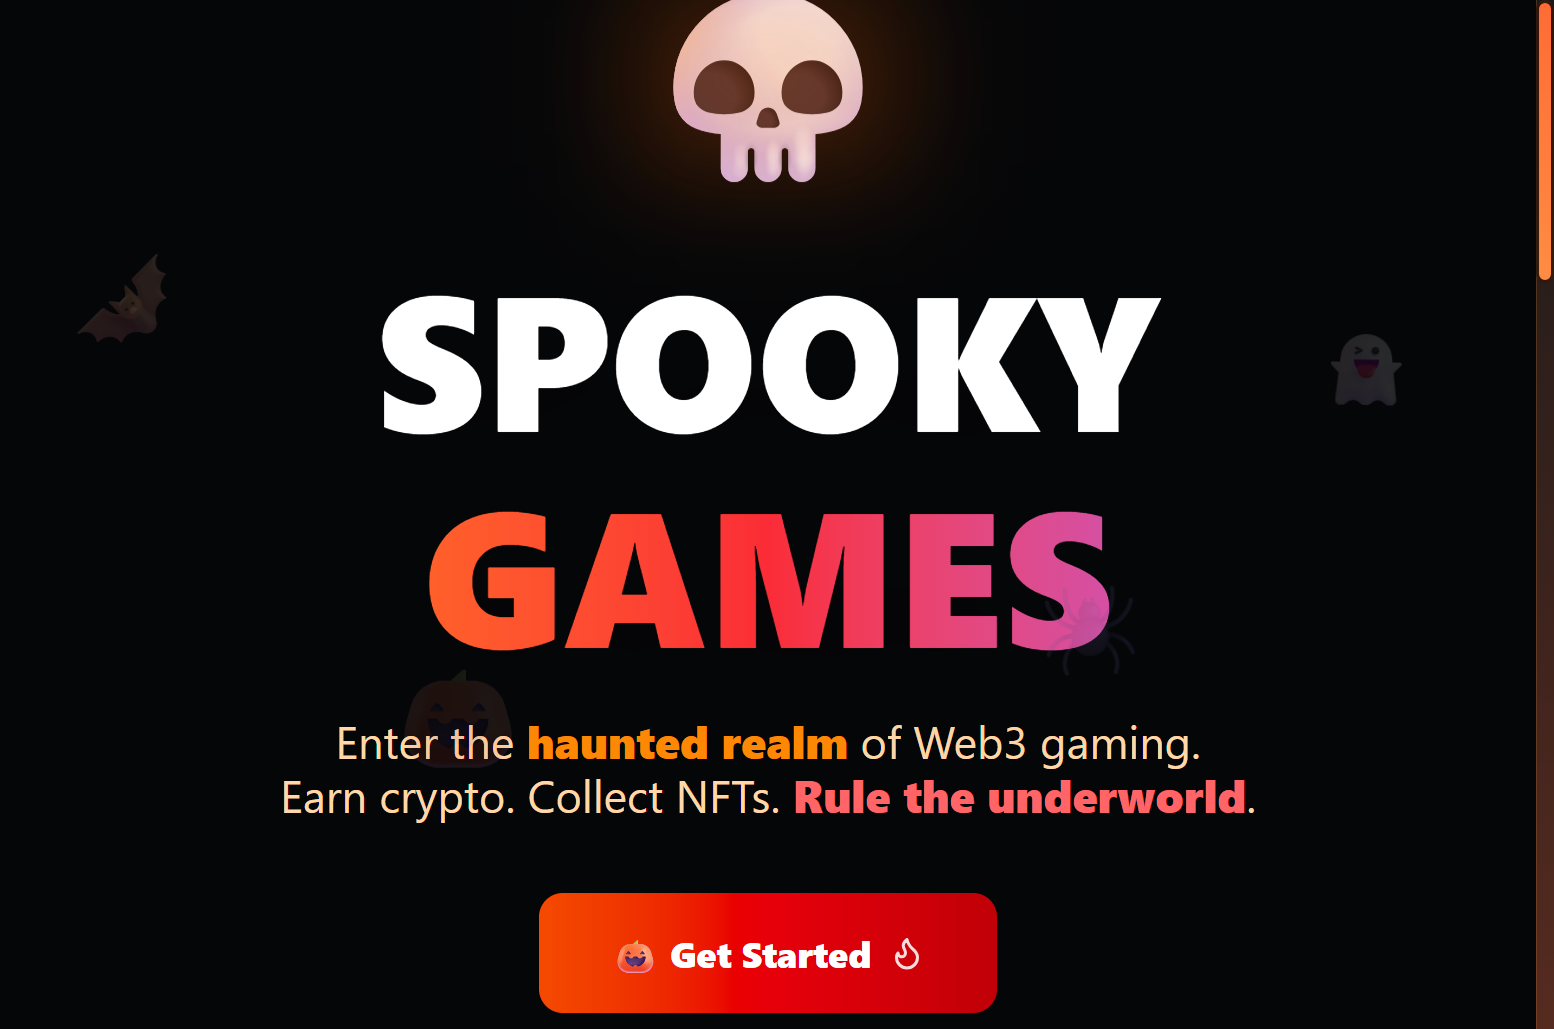 SPOOKY
GAMES
Enter the haunted realm of Web3 gaming.
Earn crypto. Collect NFTs. Rule the underworld.
Get Started